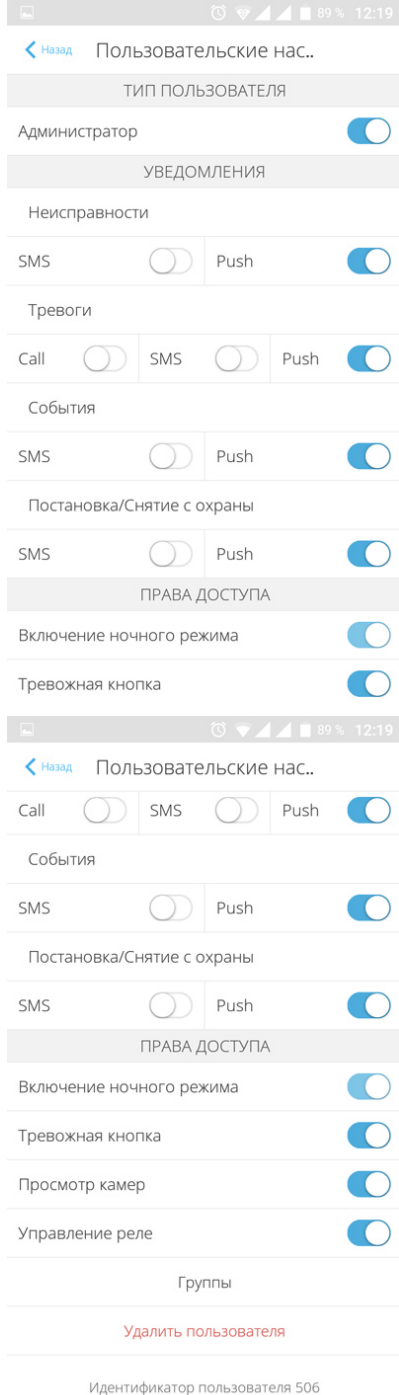 89 % 12:19
Назад Пользовательские нас..
ТИП ПОЛЬЗОВАТЕЛЯ
Администратор
УВЕДОМЛЕНИЯ
Неисправности
SMS Push
Тревоги
Call SMS Push
События
SMS Push
Постановка/Снятие с охраны
SMS Push
ПРАВА ДОСТУПА
Включение ночного режима
Тревожная кнопка
89 % 12:19
Назад Пользовательские нас..
Call SMS Push
События
SMS Push
Постановка/Снятие с охраны
SMS Push
ПРАВА ДОСТУПА
Включение ночного режима
Тревожная кнопка
Просмотр камер
Управление реле
Группы
Удалить пользователя
Идентификатор пользователя 506